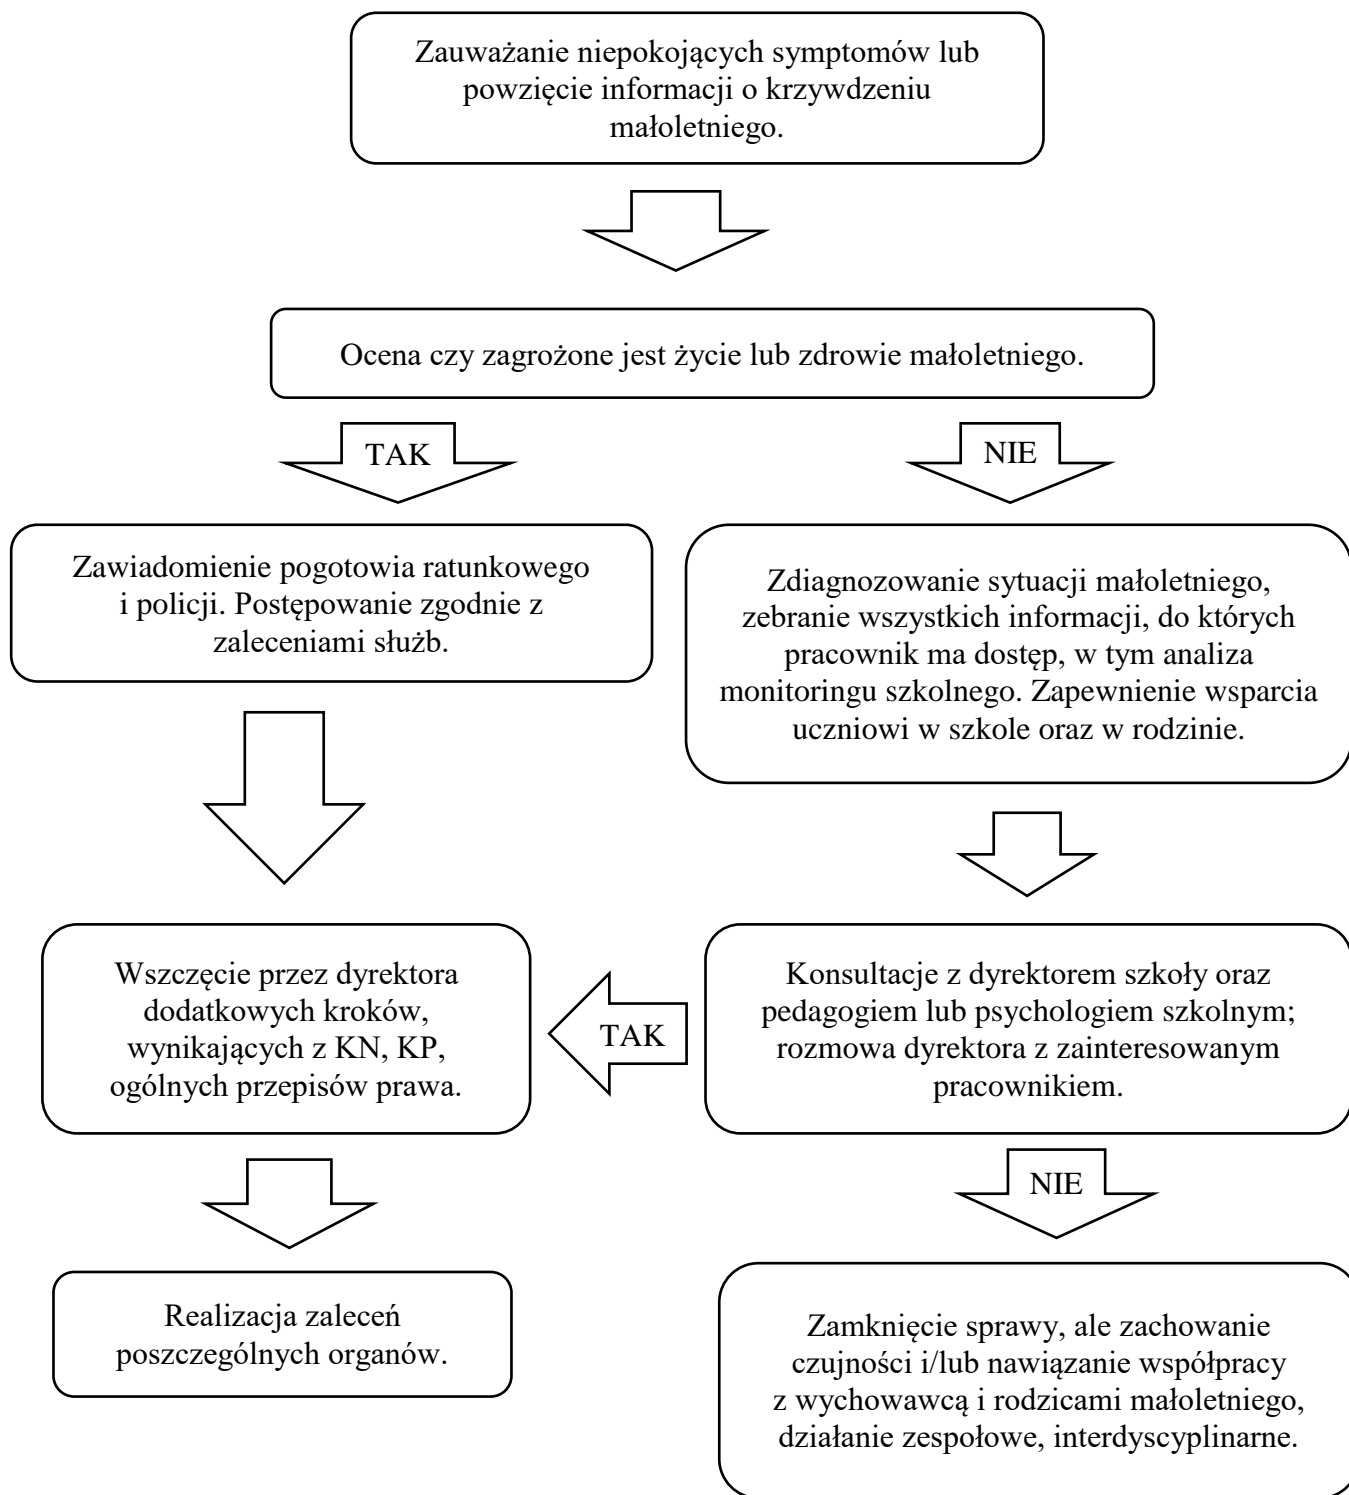 Zauważanie niepokojących symptomów lub
powzięcie informacji o krzywdzeniu
małoletniego.
Ocena czy zagrożone jest życie lub zdrowie małoletniego.
TAK
NIE
Zawiadomienie pogotowia ratunkowego
i policji. Postępowanie zgodnie z
zaleceniami służb.
Zdiagnozowanie sytuacji małoletniego,
zebranie wszystkich informacji, do których
pracownik ma dostęp, w tym analiza
monitoringu szkolnego. Zapewnienie wsparcia
uczniowi w szkole oraz w rodzinie.
Wszczęcie przez dyrektora
dodatkowych kroków,
wynikających z KN, KP,
ogólnych przepisów prawa.
TAK
Konsultacje z dyrektorem szkoły oraz
pedagogiem lub psychologiem szkolnym;
rozmowa dyrektora z zainteresowanym
pracownikiem.
NIE
Realizacja zaleceń
poszczególnych organów.
Zamknięcie sprawy, ale zachowanie
czujności i/lub nawiązanie współpracy
z wychowawcą i rodzicami małoletniego,
działanie zespołowe, interdyscyplinarne.